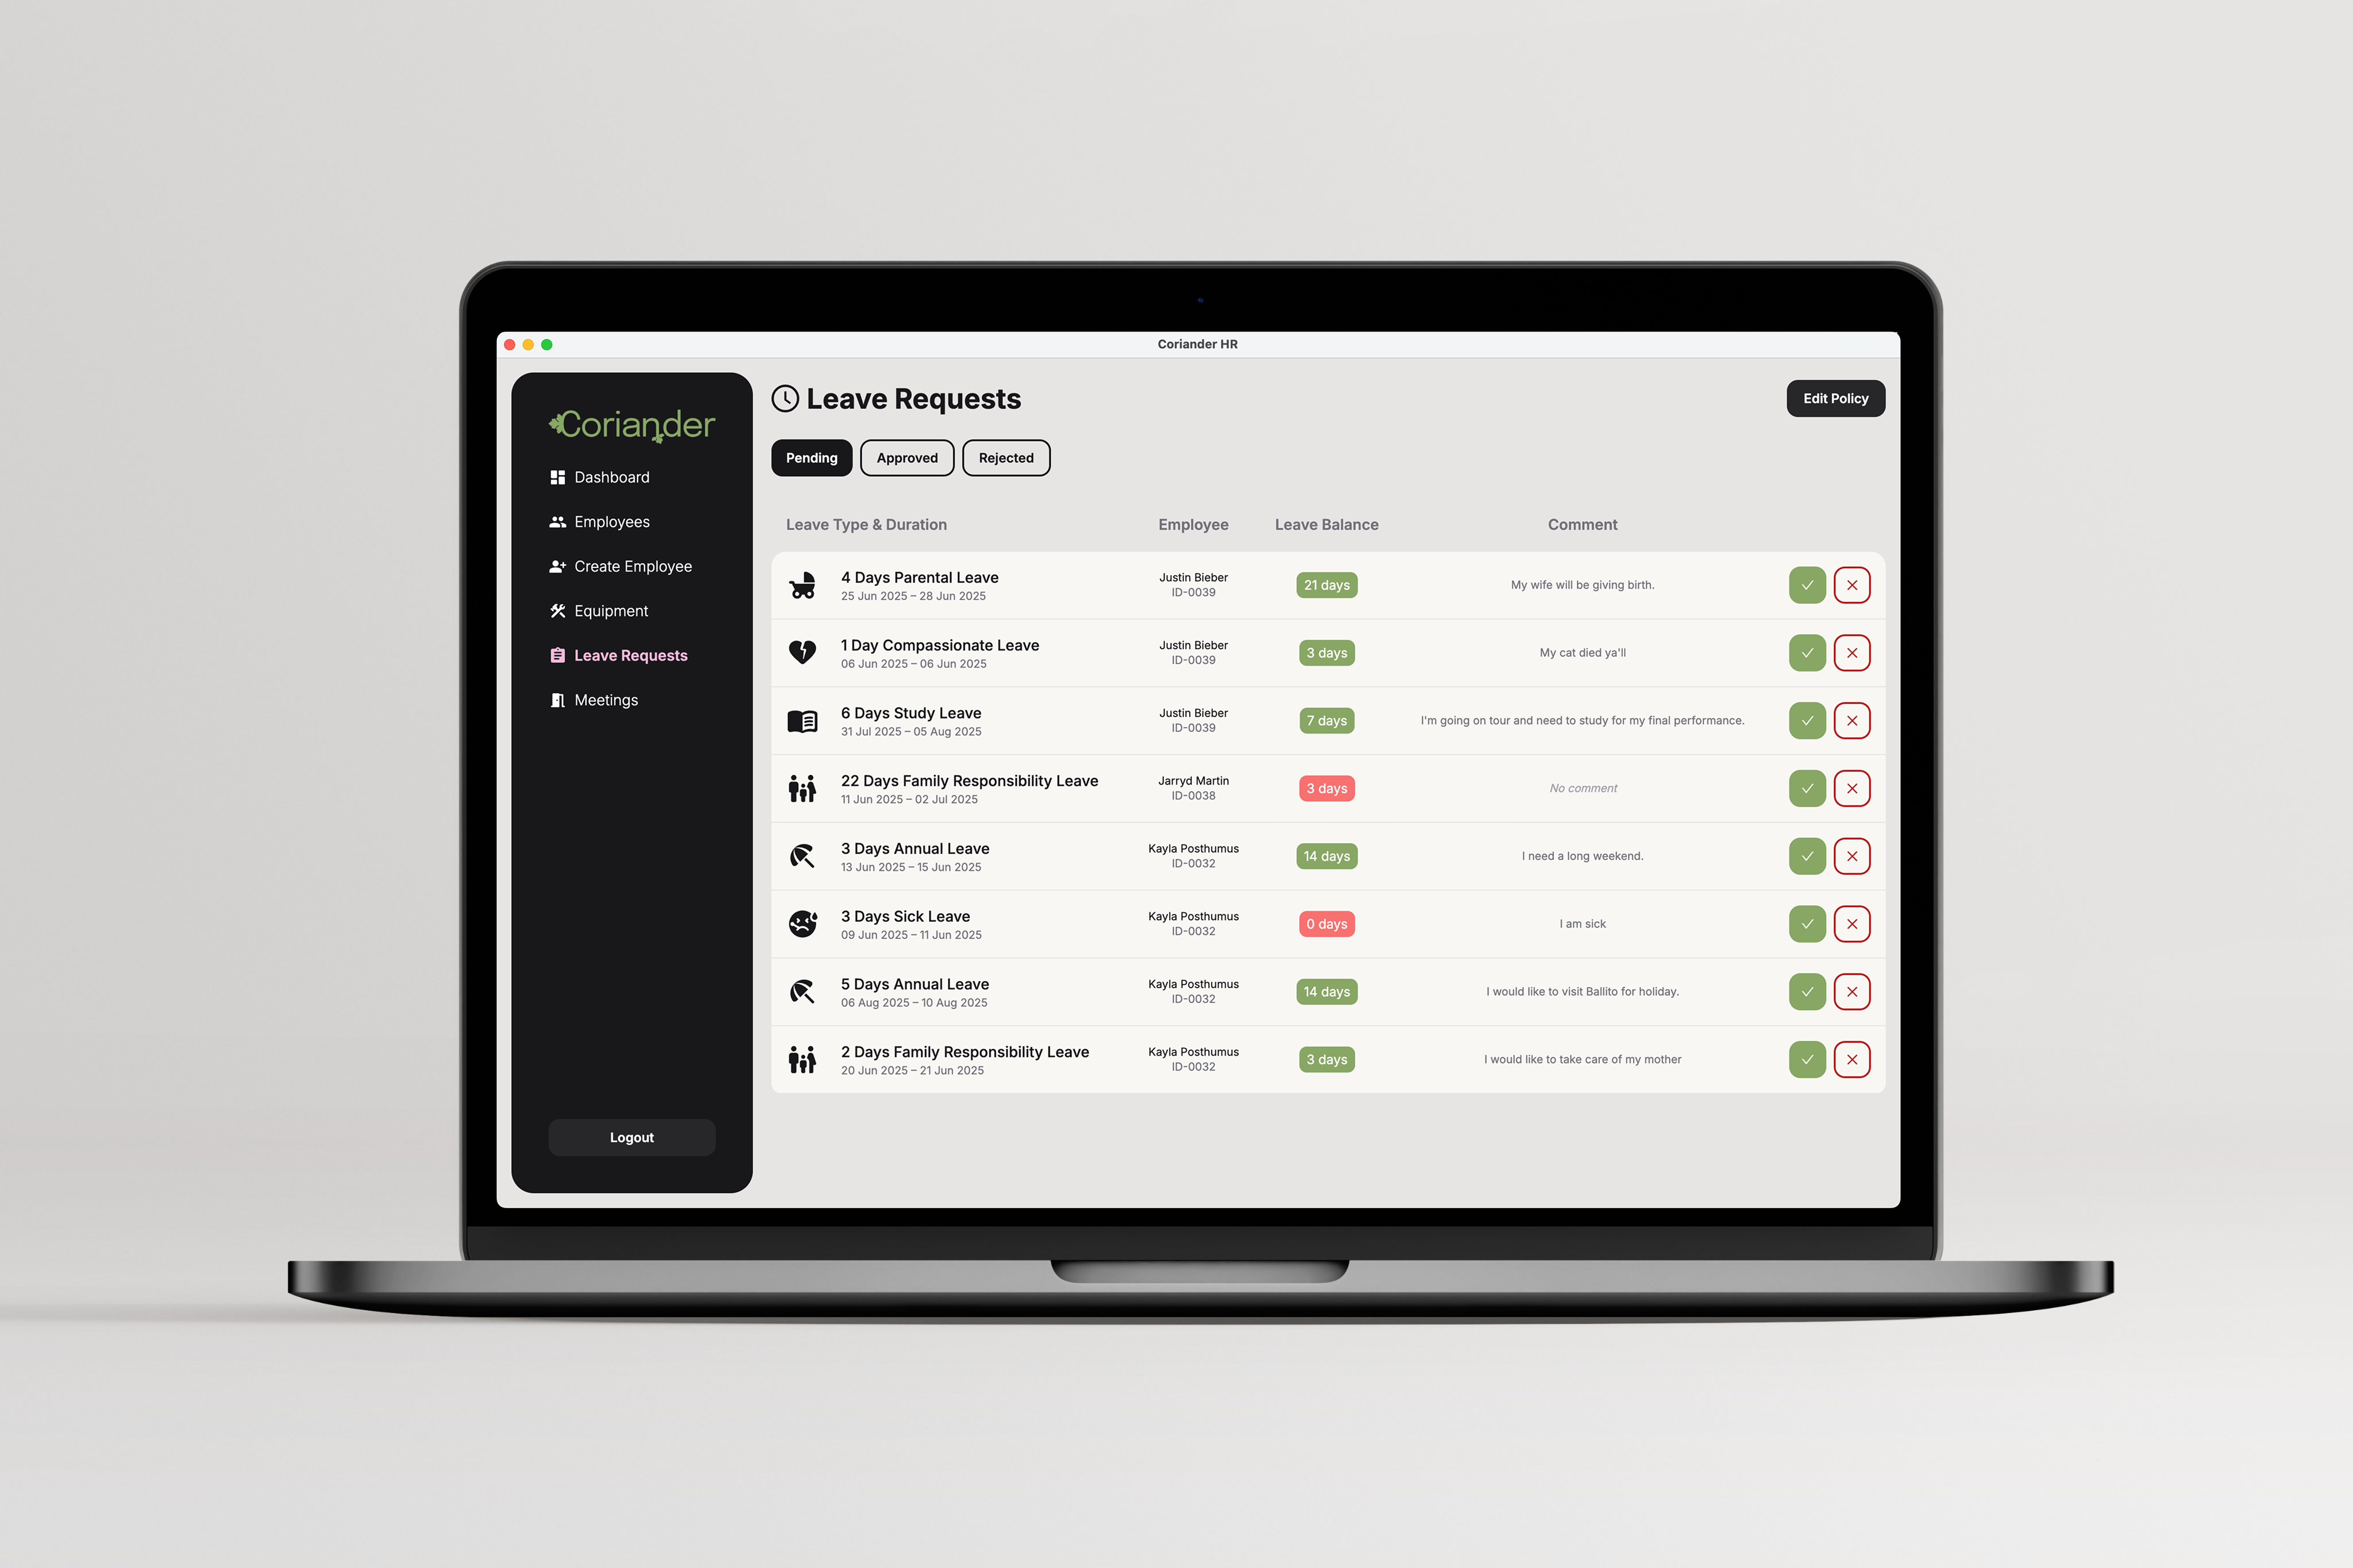 Coriander HR
Coriander
Dashboard
Employees
Create Employee
Equipment
Leave Requests
Meetings
Logout
Leave Requests
Edit Policy
Pending
Approved
Rejected
Leave Type & Duration
Employee
Leave Balance
Comment
4 Days Parental Leave
25 Jun 2025 – 28 Jun 2025
Justin Bieber
ID-0039
21 days
My wife will be giving birth.
1 Day Compassionate Leave
06 Jun 2025 – 06 Jun 2025
Justin Bieber
ID-0039
3 days
My cat died ya'll
6 Days Study Leave
31 Jul 2025 – 05 Aug 2025
Justin Bieber
ID-0039
7 days
I'm going on tour and need to study for my final performance.
22 Days Family Responsibility Leave
11 Jun 2025 – 02 Jul 2025
Jarryd Martin
ID-0038
3 days
No comment
3 Days Annual Leave
13 Jun 2025 – 15 Jun 2025
Kayla Posthumus
ID-0032
14 days
I need a long weekend.
3 Days Sick Leave
09 Jun 2025 – 11 Jun 2025
Kayla Posthumus
ID-0032
0 days
I am sick
5 Days Annual Leave
06 Aug 2025 – 10 Aug 2025
Kayla Posthumus
ID-0032
14 days
I would like to visit Ballito for holiday.
2 Days Family Responsibility Leave
20 Jun 2025 – 21 Jun 2025
Kayla Posthumus
ID-0032
3 days
I would like to take care of my mother